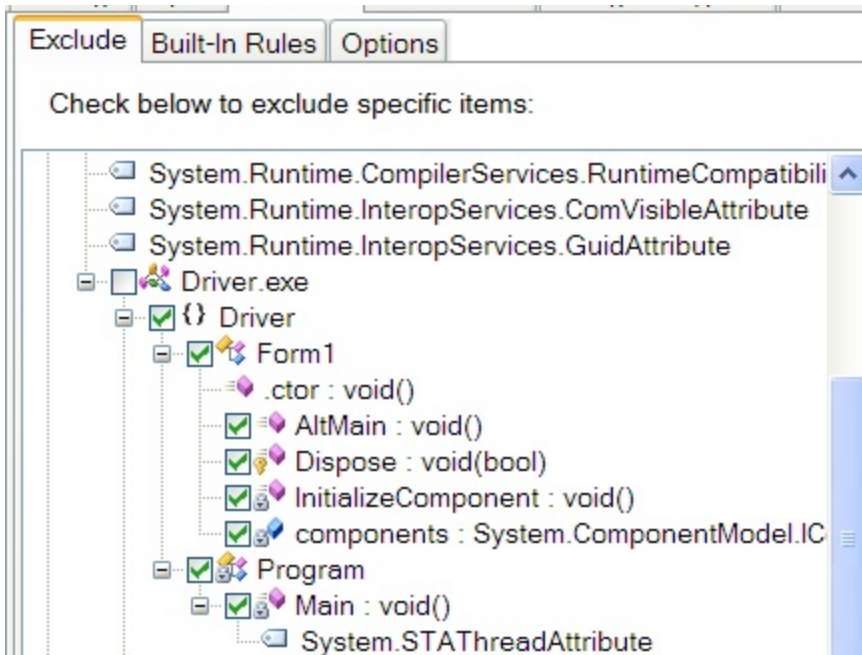 Exclude Built-In Rules Options
Check below to exclude specific items:
System.Runtime.CompilerServices.RuntimeCompatibili
System.Runtime.InteropServices.ComVisibleAttribute
System.Runtime.InteropServices.GuidAttribute
Driver.exe
{} Driver
Form1
.ctor : void()
AltMain : void()
Dispose : void(bool)
InitializeComponent : void()
components : System.ComponentModel.IC
Program
Main : void()
System.STAThreadAttribute